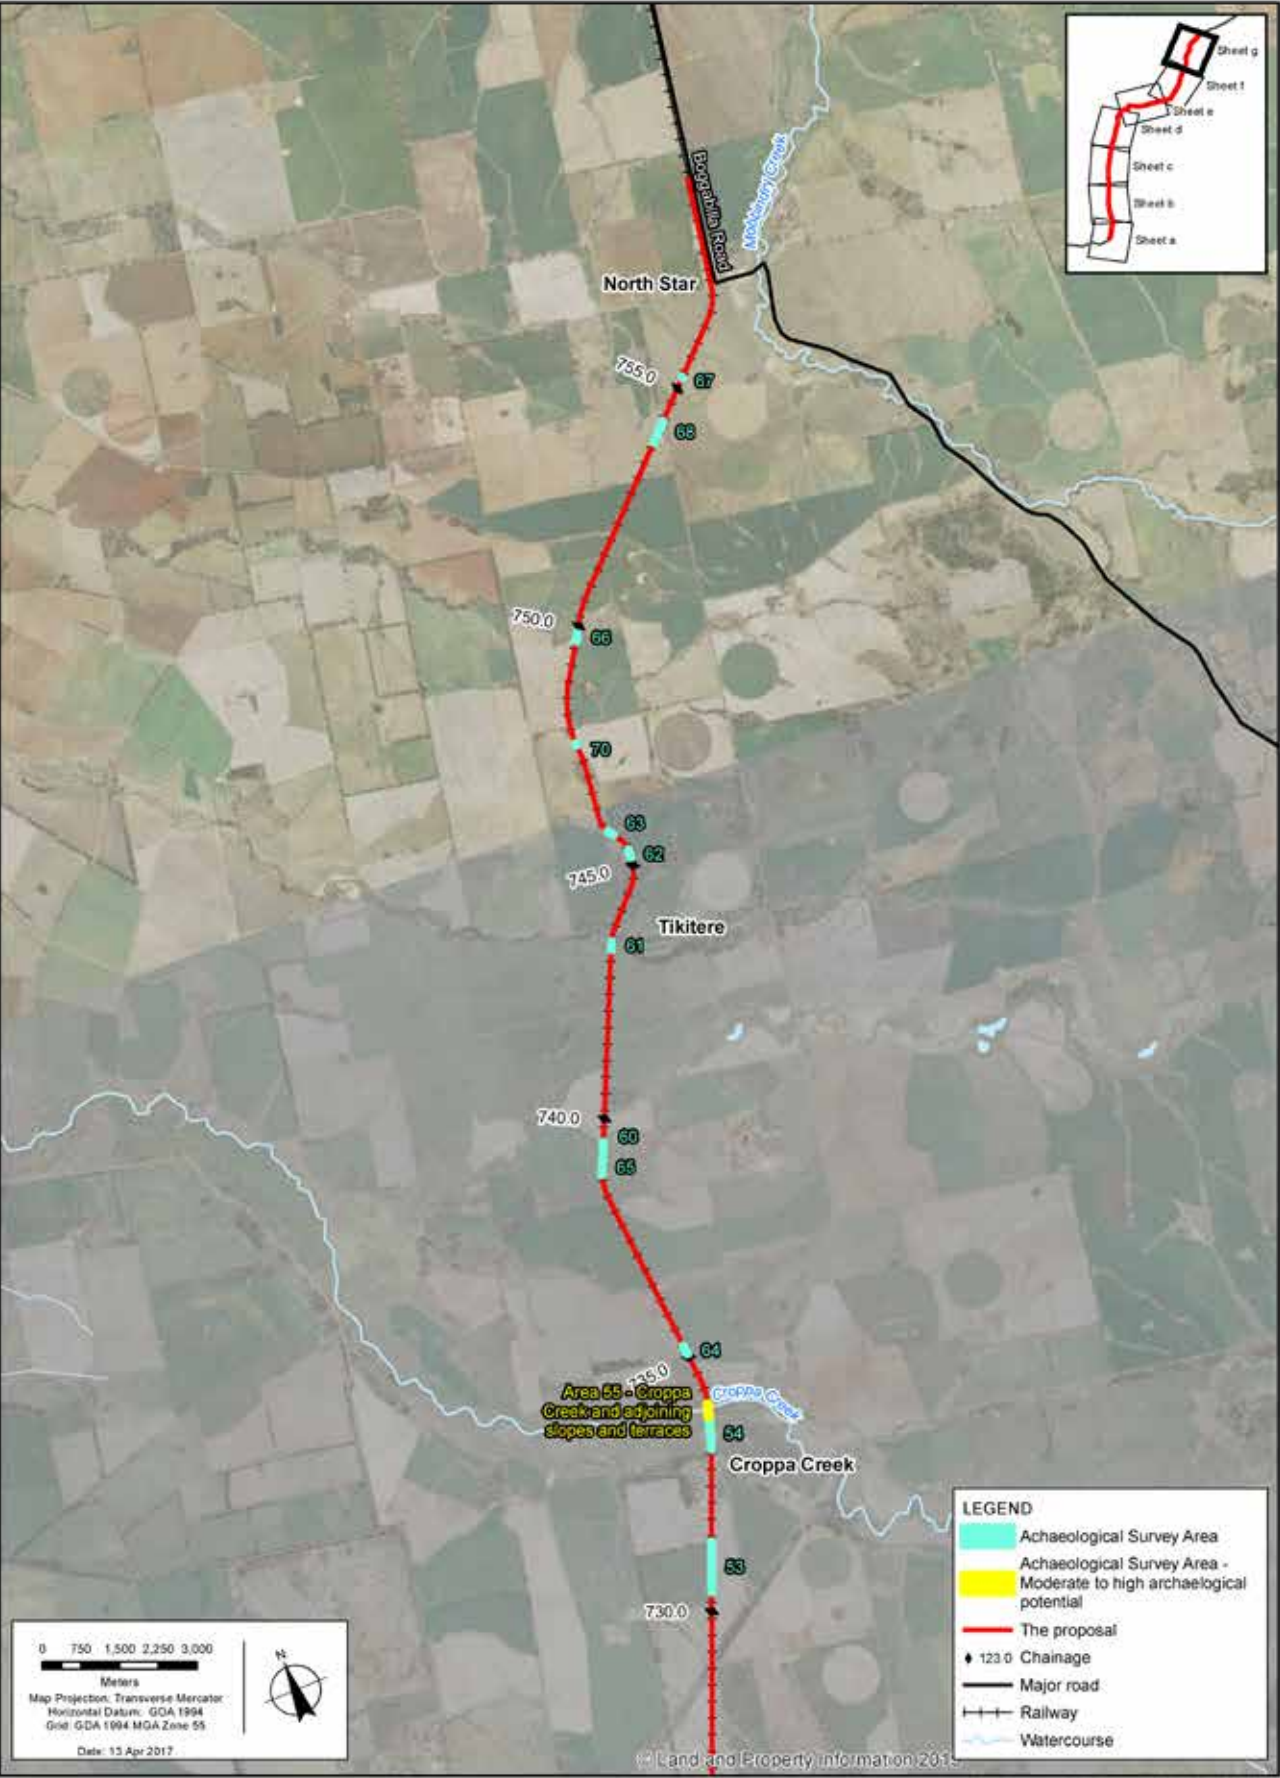 Sheet g
Sheet f
Sheet e
Sheet d
Sheet c
Sheet b
Sheet a
Boggabilla Road
Mobbindry Creek
North Star
755.0
67
68
750.0
66
70
63
62
745.0
Tikitere
61
740.0
60
65
64
735.0
Area 55 - Croppa
Creek and adjoining
slopes and terraces
Croppa Creek
54
Croppa Creek
53
730.0
LEGEND
Achaeological Survey Area
Achaeological Survey Area -
Moderate to high archaelogical
potential
The proposal
123.0 Chainage
Major road
Railway
Watercourse
0 750 1,500 2,250 3,000
Meters
Map Projection: Transverse Mercator
Horizontal Datum: GDA 1994
Grid: GDA 1994 MGA Zone 55
Date: 13 Apr 2017
N
© Land and Property Information